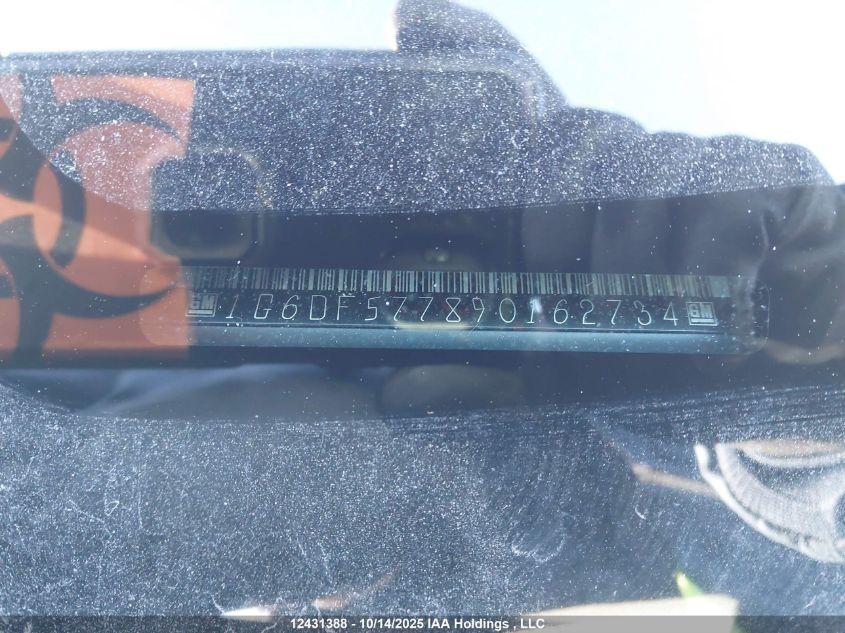 GM 1G6DF577890162734 GM
12431388 - 10/14/2025 IAA Holdings , LLC